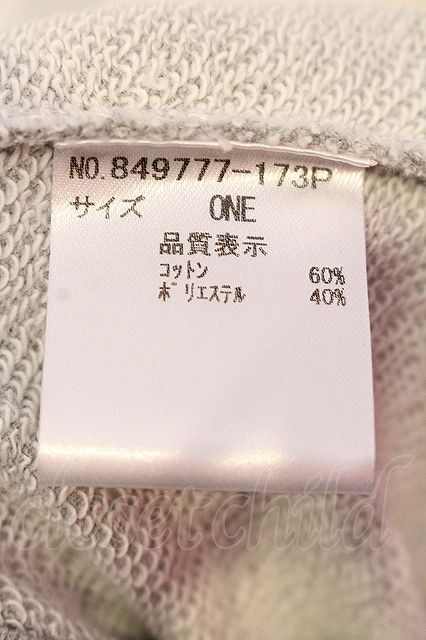 NO.849777-173P
サイズ ONE
品質表示
コットン 60%
ポリエステル 40%
closetchild